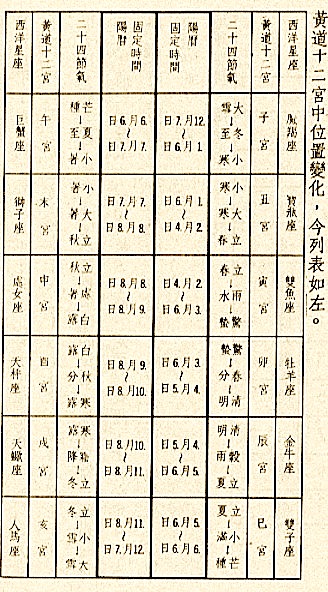 黃道十二宮中位置變化，今列表如左。
西洋星座
磨羯座
寶瓶座
雙魚座
牡羊座
金牛座
雙子座
黃道十二宮
子宮
丑宮
寅宮
卯宮
辰宮
巳宮
二十四節氣
大雪—冬至—小寒
小寒—大寒—立春
立春—雨水—驚蟄
驚蟄—春分—清明
清明—穀雨—立夏
立夏—小滿—芒種
陽曆固定時間
12.月7.日~1.月6.日
1.月6.日~2.月4.日
2.月4.日~3.月6.日
3.月6.日~4.月5.日
4.月5.日~5.月6.日
5.月6.日~6.月6.日
固定時間陽曆
6.月6.日~7.月7.日
7.月7.日~8.月8.日
8.月8.日~9.月8.日
9.月8.日~10.月8.日
10.月8.日~11.月8.日
11.月8.日~12.月7.日
二十四節氣
芒種—夏至—小暑
小暑—大暑—立秋
立秋—處暑—白露
白露—秋分—寒露
寒露—霜降—立冬
立冬—小雪—大雪
黃道十二宮
午宮
未宮
申宮
酉宮
戌宮
亥宮
西洋星座
巨蟹座
獅子座
處女座
天秤座
天蠍座
人馬座